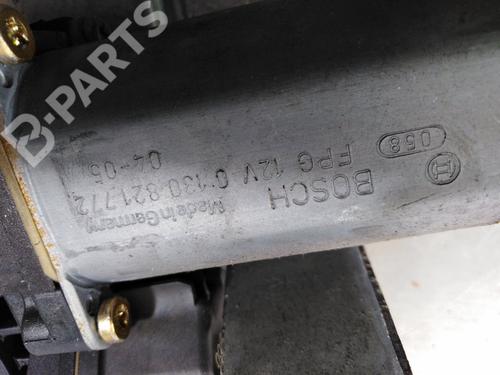 B-PARTS
058
BOSCH
FPG 12V 0 130 821 772
Made in Germany
04-05